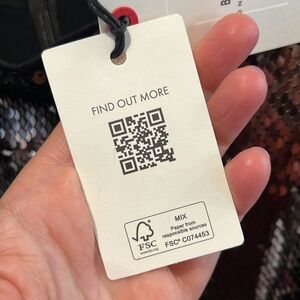 FIND OUT MORE
FSC
www.fsc.org
MIX
Paper from
responsible sources
FSC® C074453